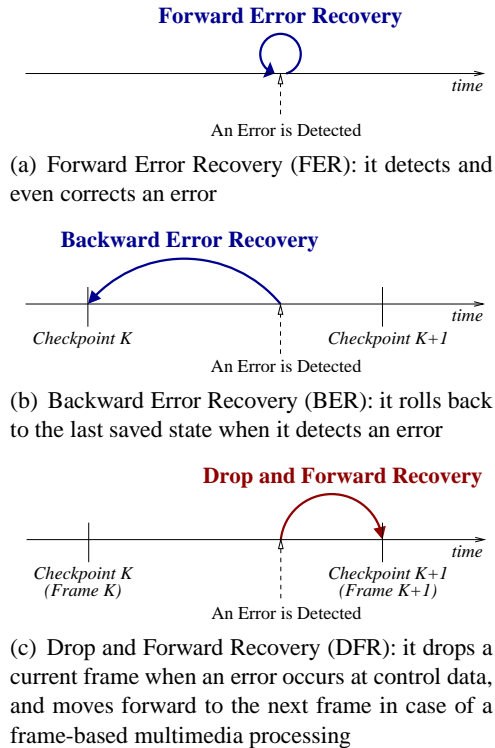 Forward Error Recovery
time
An Error is Detected
(a) Forward Error Recovery (FER): it detects and
even corrects an error
Backward Error Recovery
time
Checkpoint K
Checkpoint K+1
An Error is Detected
(b) Backward Error Recovery (BER): it rolls back
to the last saved state when it detects an error
Drop and Forward Recovery
time
Checkpoint K
(Frame K)
Checkpoint K+1
(Frame K+1)
An Error is Detected
(c) Drop and Forward Recovery (DFR): it drops a
current frame when an error occurs at control data,
and moves forward to the next frame in case of a
frame-based multimedia processing